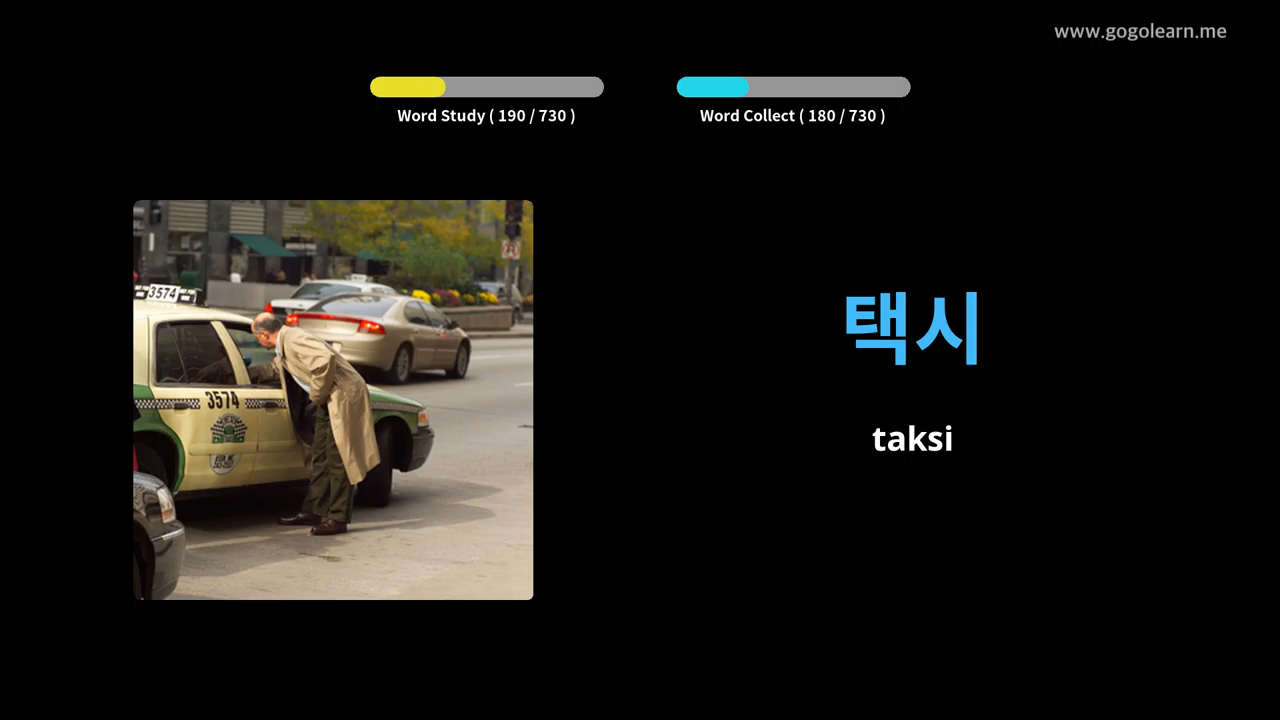 www.gogolearn.me
Word Study ( 190 / 730 )
Word Collect ( 180 / 730 )
3574
3574
택시
taksi